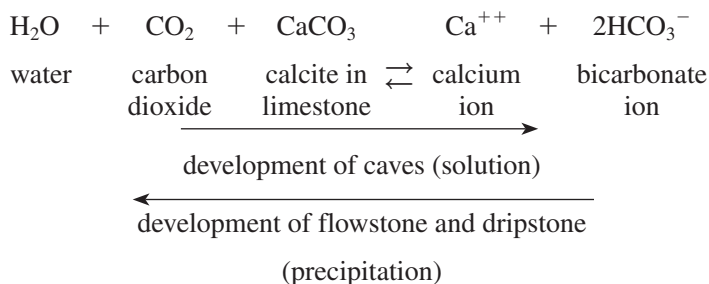 H₂O + CO₂ + CaCO₃ Ca⁺⁺ + 2HCO₃⁻
water carbon calcite in ⇄ calcium bicarbonate
dioxide limestone ion ion
development of caves (solution)
development of flowstone and dripstone
(precipitation)